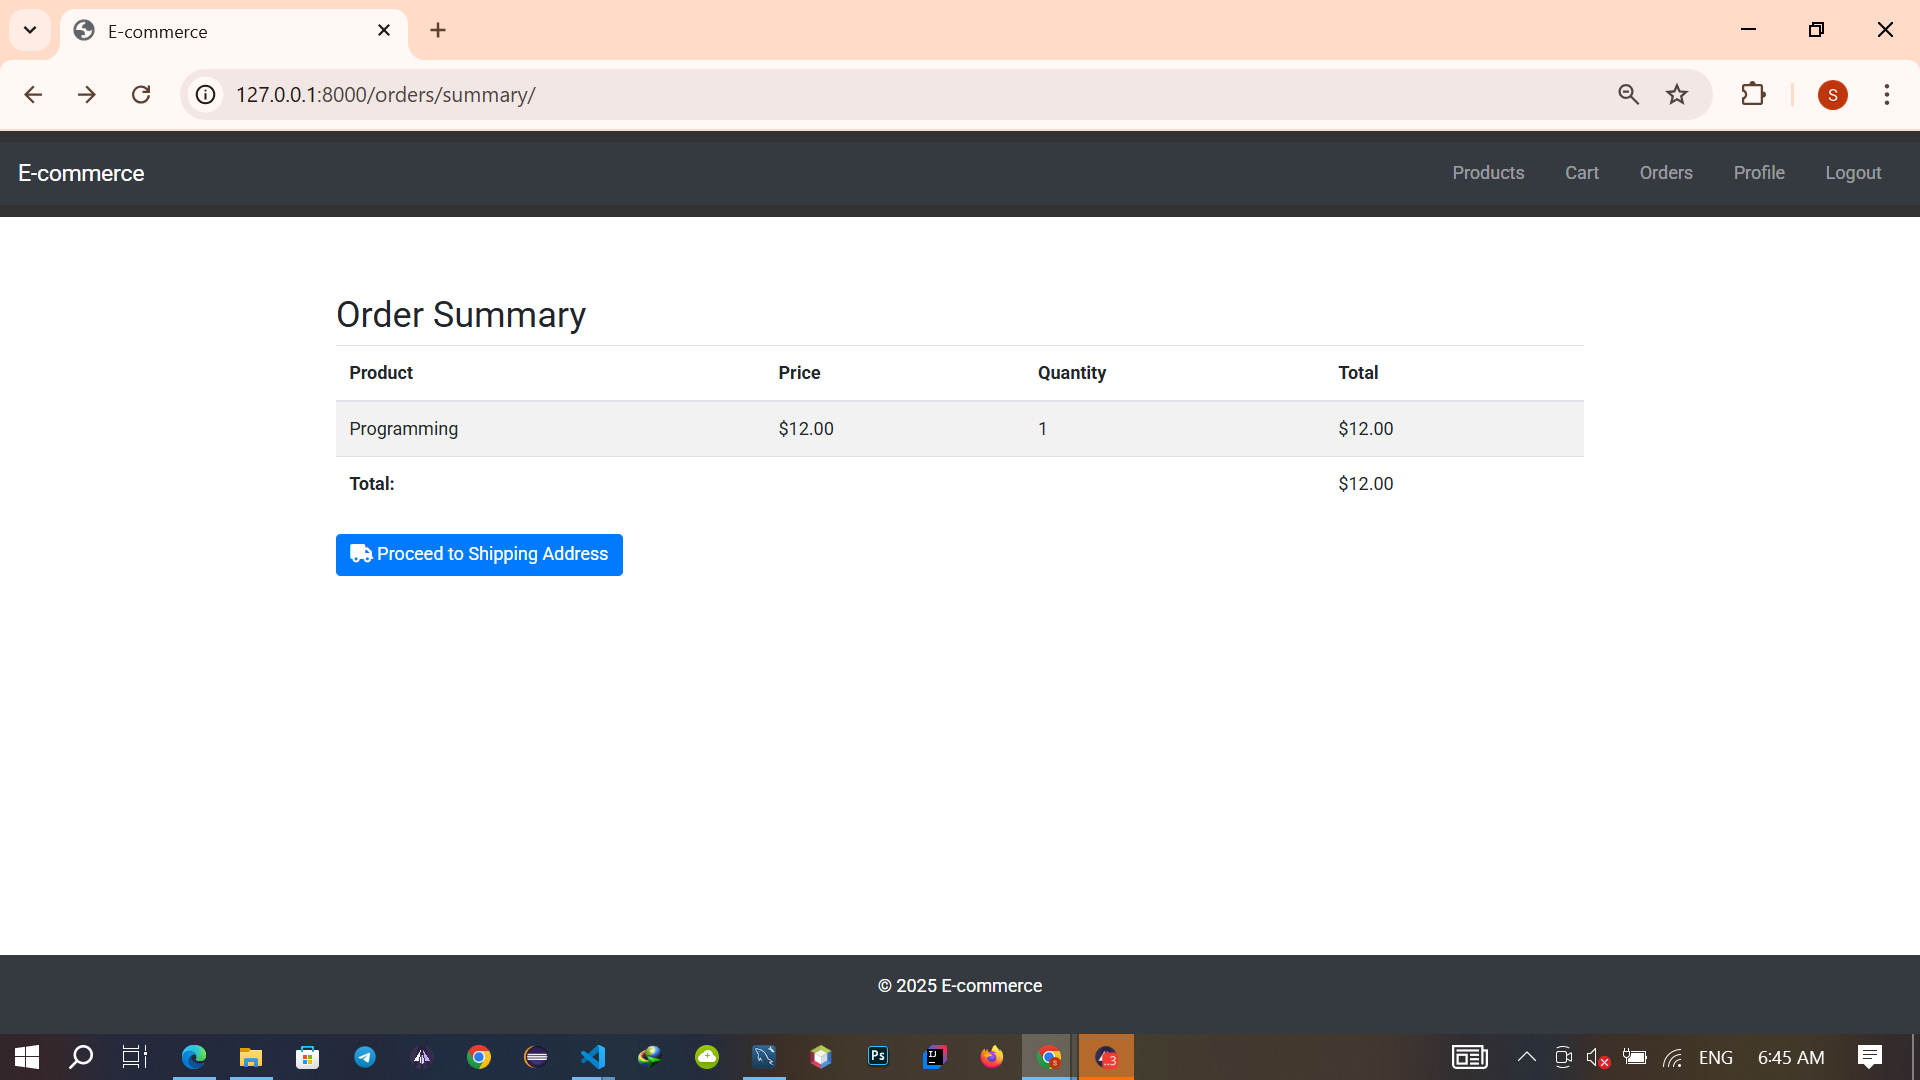 E-commerce
127.0.0.1:8000/orders/summary/
S
E-commerce Products Cart Orders Profile Logout
Order Summary
Product Price Quantity Total
Programming $12.00 1 $12.00
Total: $12.00
Proceed to Shipping Address
© 2025 E-commerce
Ps IJ ..3 ENG 6:45 AM